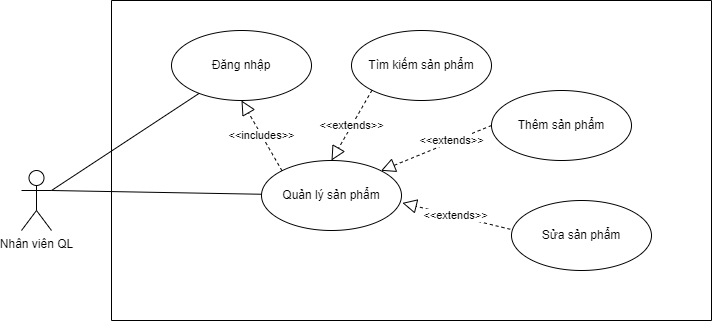 Đăng nhập
Tìm kiếm sản phẩm
<<extends>>
<<includes>>
Thêm sản phẩm
<<extends>>
Quản lý sản phẩm
<<extends>>
Sửa sản phẩm
Nhân viên QL